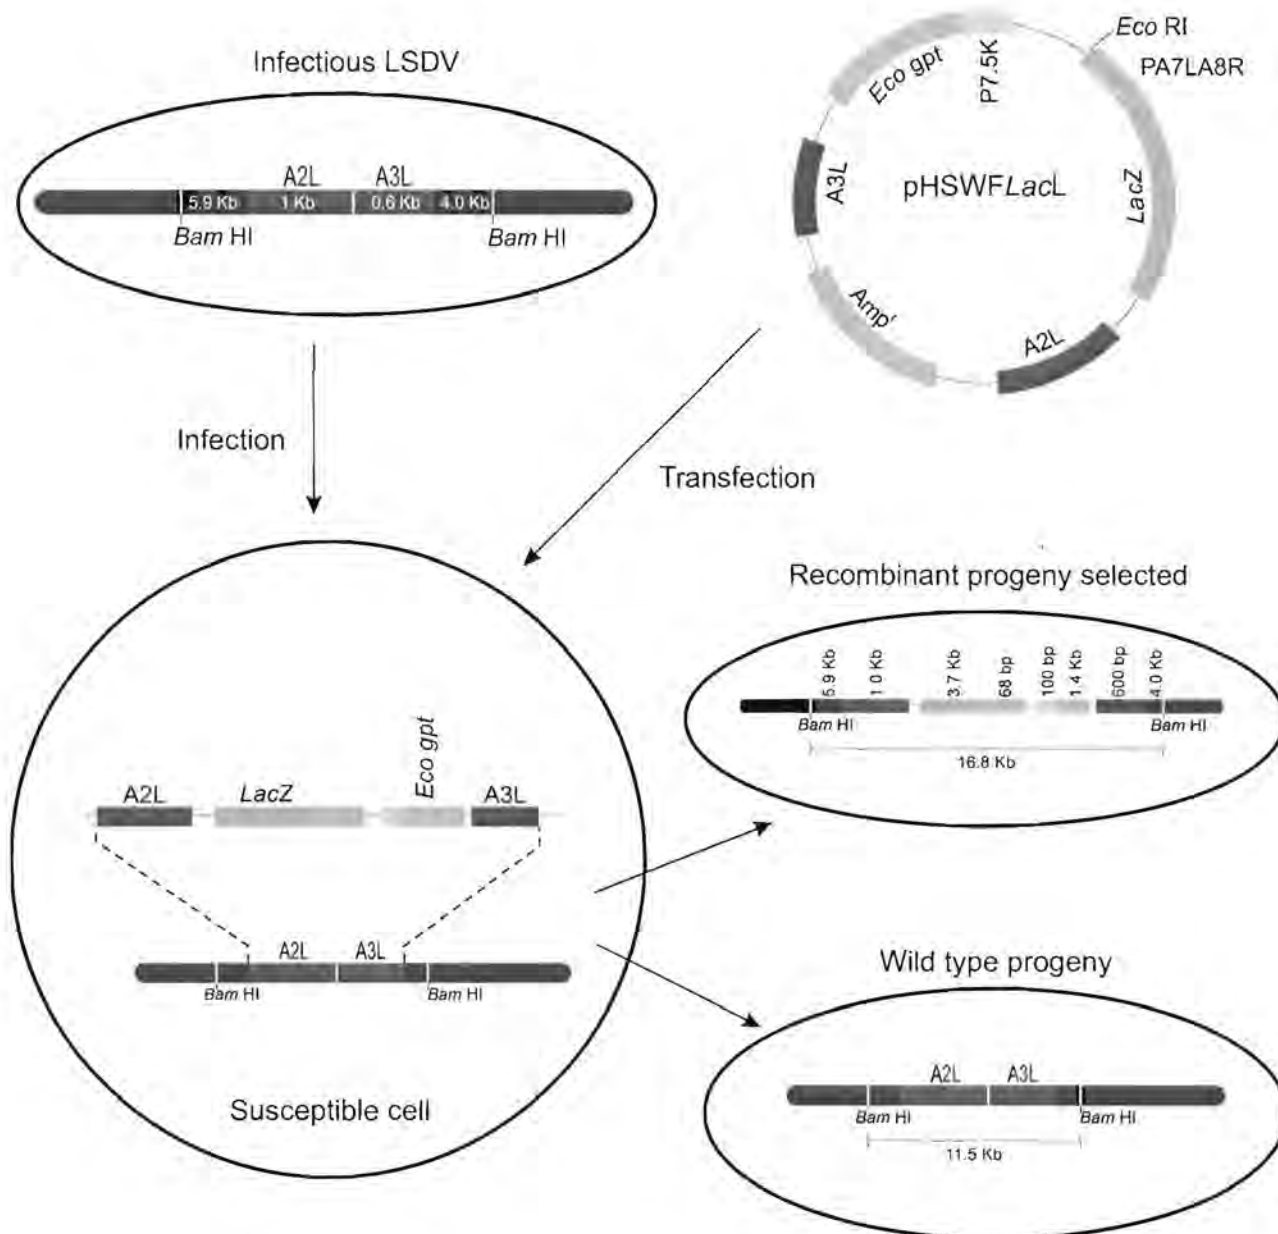 Infectious LSDV
A2L A3L
5.9 Kb 1 Kb 0.6 Kb 4.0 Kb
Bam HI Bam HI
Eco RI
PA7LA8R
Eco gpt
P7.5K
A3L
pHSWFLacL
LacZ
Ampr
A2L
Infection
Transfection
Recombinant progeny selected
5.9 Kb 1 0 Kb 3.7 Kb 68 bp 100 bp 1.4 Kb 600 bp 4.0 Kb
Bam HI Bam HI
16.8 Kb
A2L LacZ Eco gpt A3L
A2L A3L
Bam HI Bam HI
Susceptible cell
Wild type progeny
A2L A3L
Bam HI Bam HI
11.5 Kb